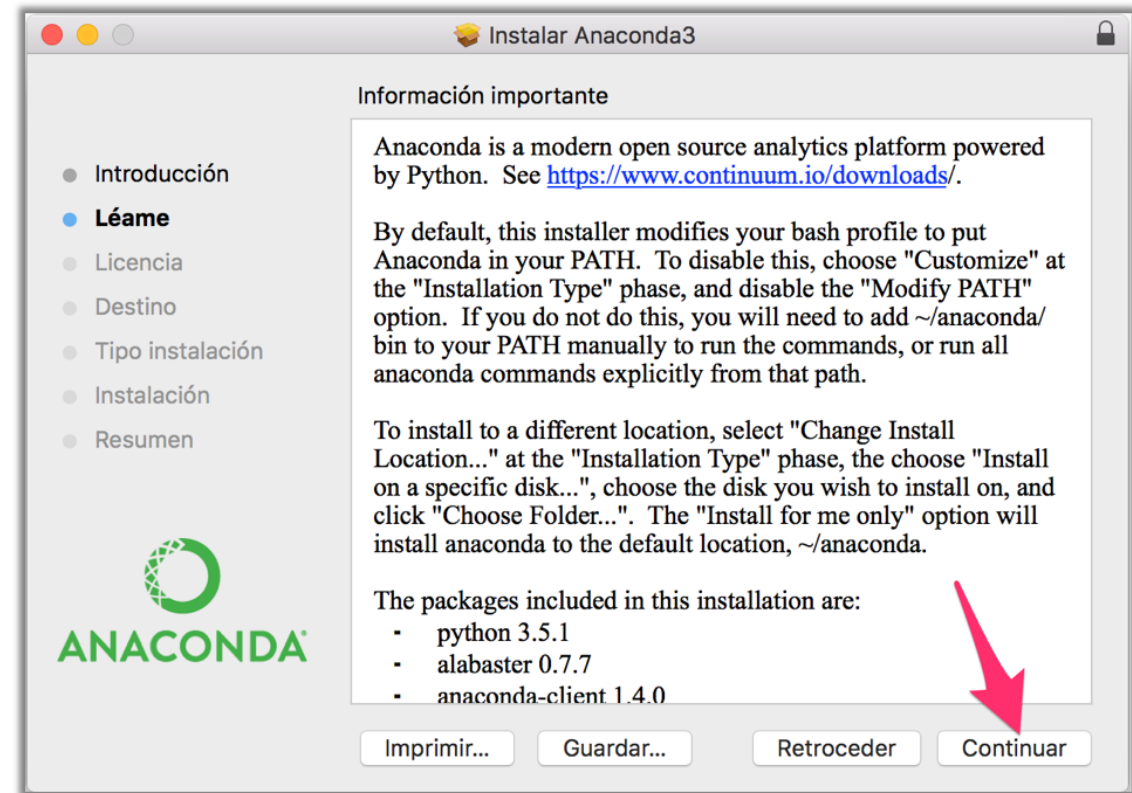 Instalar Anaconda3
Información importante
Introducción
Léame
Licencia
Destino
Tipo instalación
Instalación
Resumen
ANACONDA
Anaconda is a modern open source analytics platform powered
by Python.  See https://www.continuum.io/downloads/.
By default, this installer modifies your bash profile to put
Anaconda in your PATH.  To disable this, choose "Customize" at
the "Installation Type" phase, and disable the "Modify PATH"
option.  If you do not do this, you will need to add ~/anaconda/
bin to your PATH manually to run the commands, or run all
anaconda commands explicitly from that path.
To install to a different location, select "Change Install
Location..." at the "Installation Type" phase, the choose "Install
on a specific disk...", choose the disk you wish to install on, and
click "Choose Folder...".  The "Install for me only" option will
install anaconda to the default location, ~/anaconda.
The packages included in this installation are:
- python 3.5.1
- alabaster 0.7.7
- anaconda-client 1.4.0
Imprimir... Guardar... Retroceder Continuar